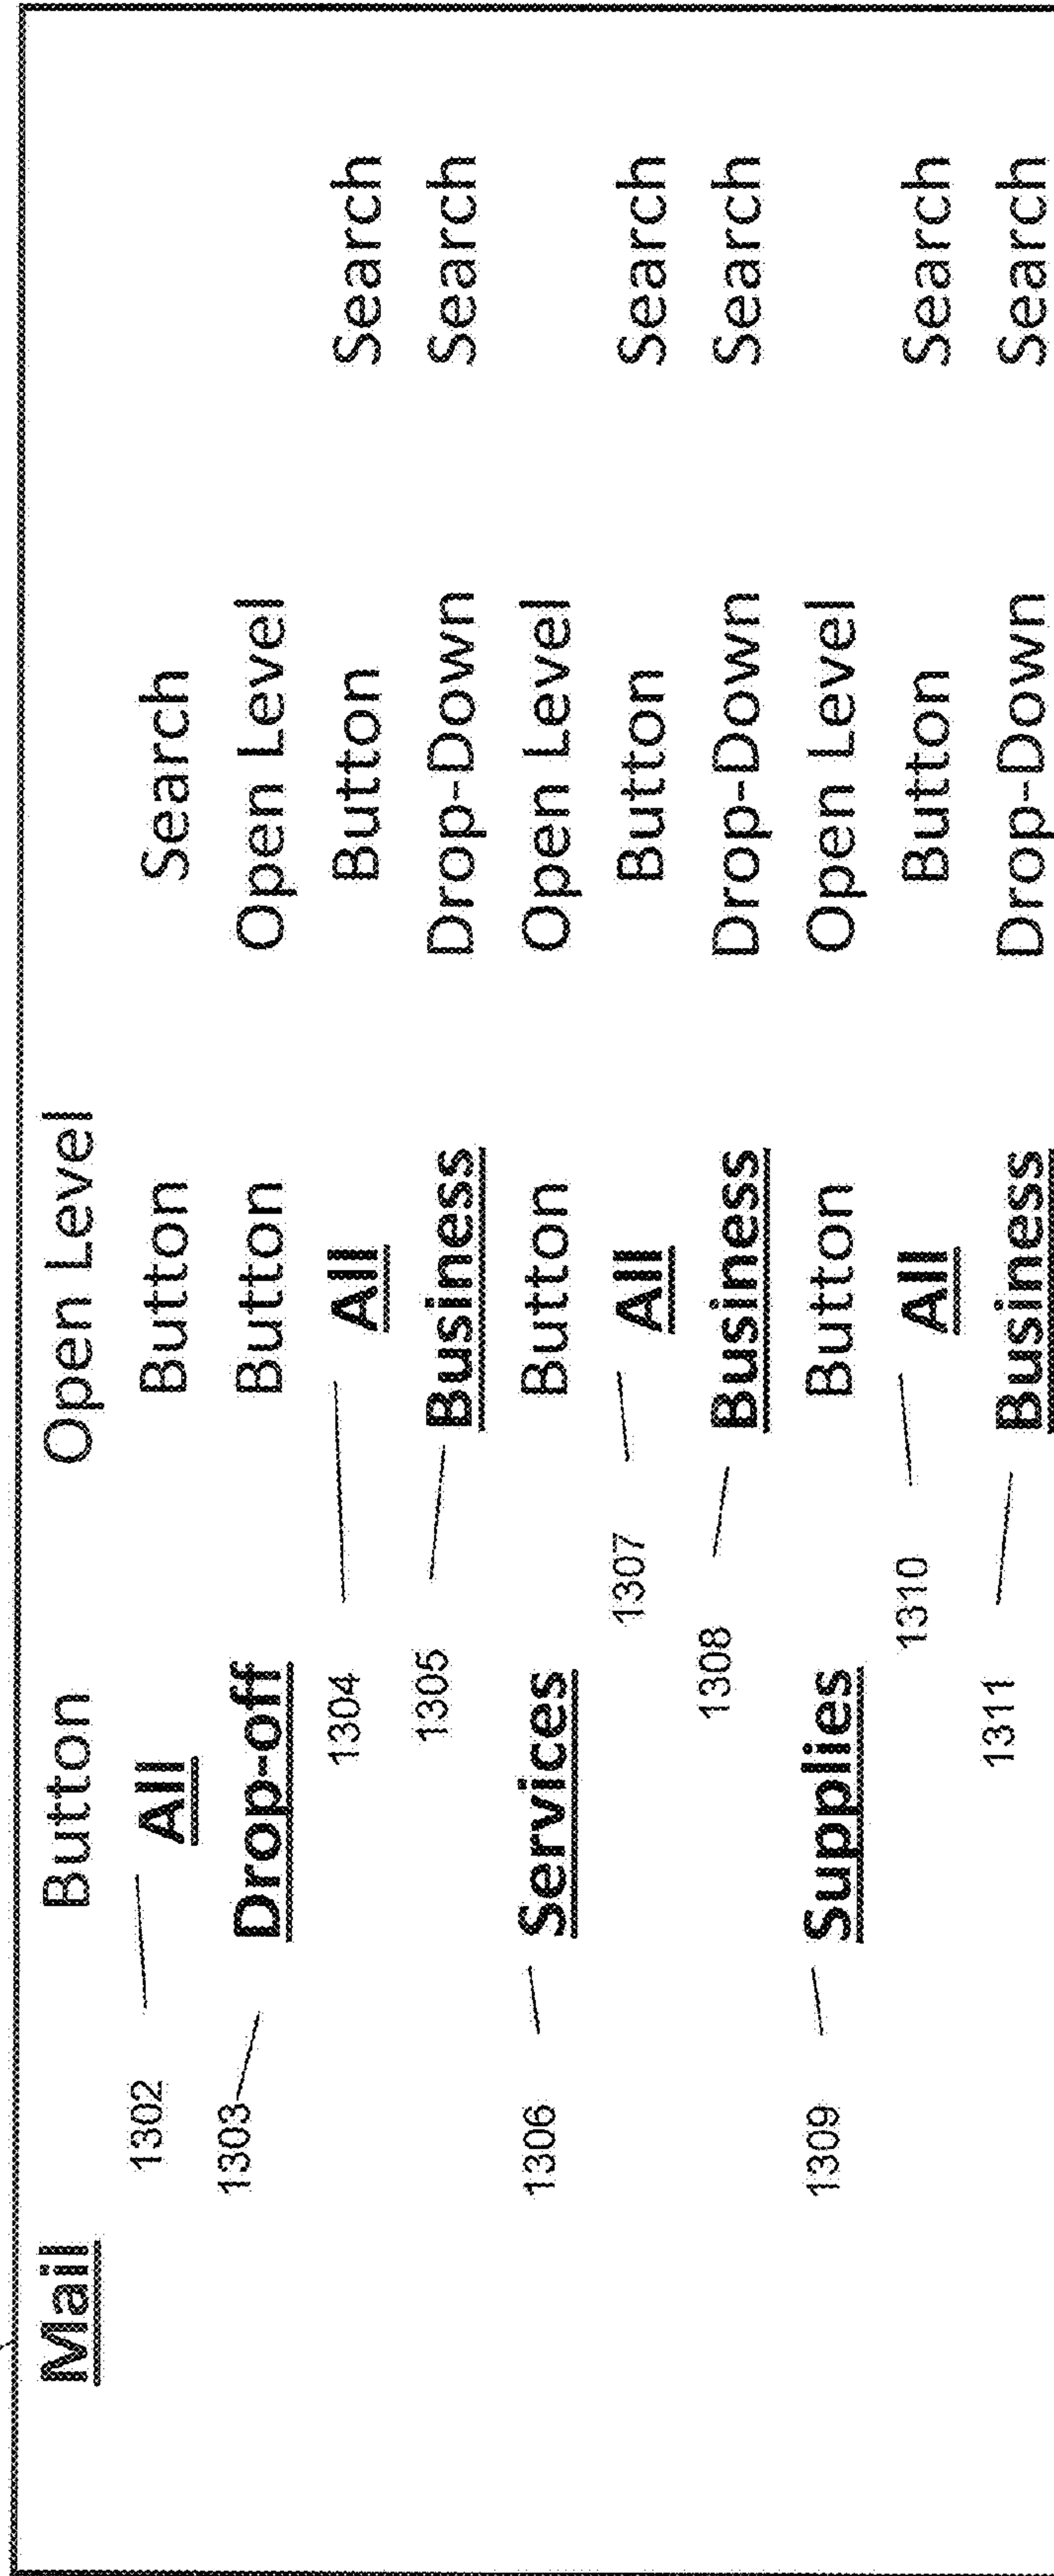 Mail Button Open Level
1302 All Button Search
1303 Drop-off Button Open Level
1304 All Button Search
1305 Business Drop-Down Search
1306 Services Button Open Level
1307 All Button Search
1308 Business Drop-Down Search
1309 Supplies Button Open Level
1310 All Button Search
1311 Business Drop-Down Search